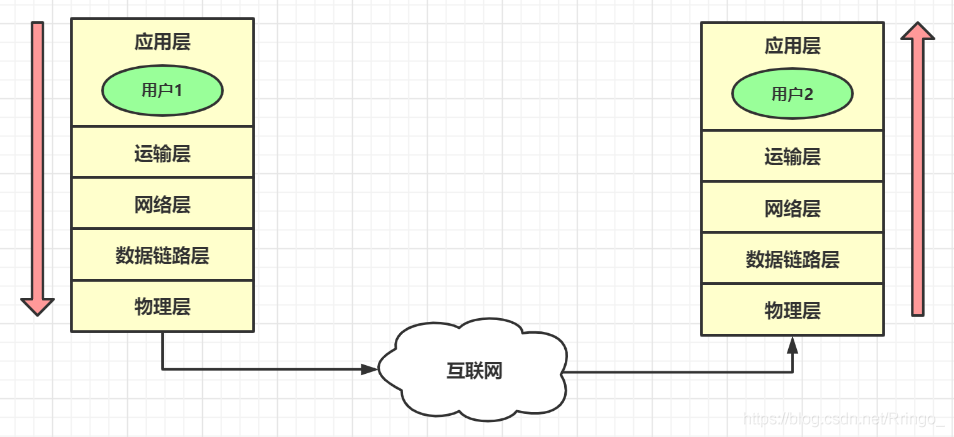 应用层
用户1
运输层
网络层
数据链路层
物理层
互联网
应用层
用户2
运输层
网络层
数据链路层
物理层
https://blog.csdn.net/Rringo_